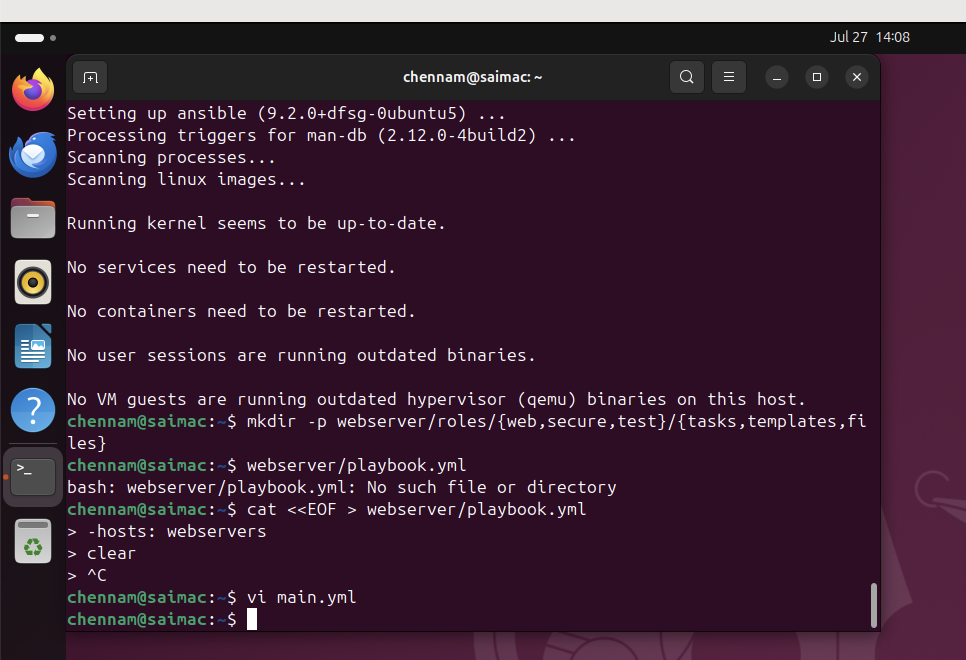 Jul 27 14:08
chennam@saimac: ~
Setting up ansible (9.2.0+dfsg-0ubuntu5) ...
Processing triggers for man-db (2.12.0-4build2) ...
Scanning processes...
Scanning linux images...
Running kernel seems to be up-to-date.
No services need to be restarted.
No containers need to be restarted.
No user sessions are running outdated binaries.
No VM guests are running outdated hypervisor (qemu) binaries on this host.
chennam@saimac:~$ mkdir -p webserver/roles/{web,secure,test}/{tasks,templates,fi
les}
chennam@saimac:~$ webserver/playbook.yml
bash: webserver/playbook.yml: No such file or directory
chennam@saimac:~$ cat <<EOF > webserver/playbook.yml
> -hosts: webservers
> clear
> ^C
chennam@saimac:~$ vi main.yml
chennam@saimac:~$